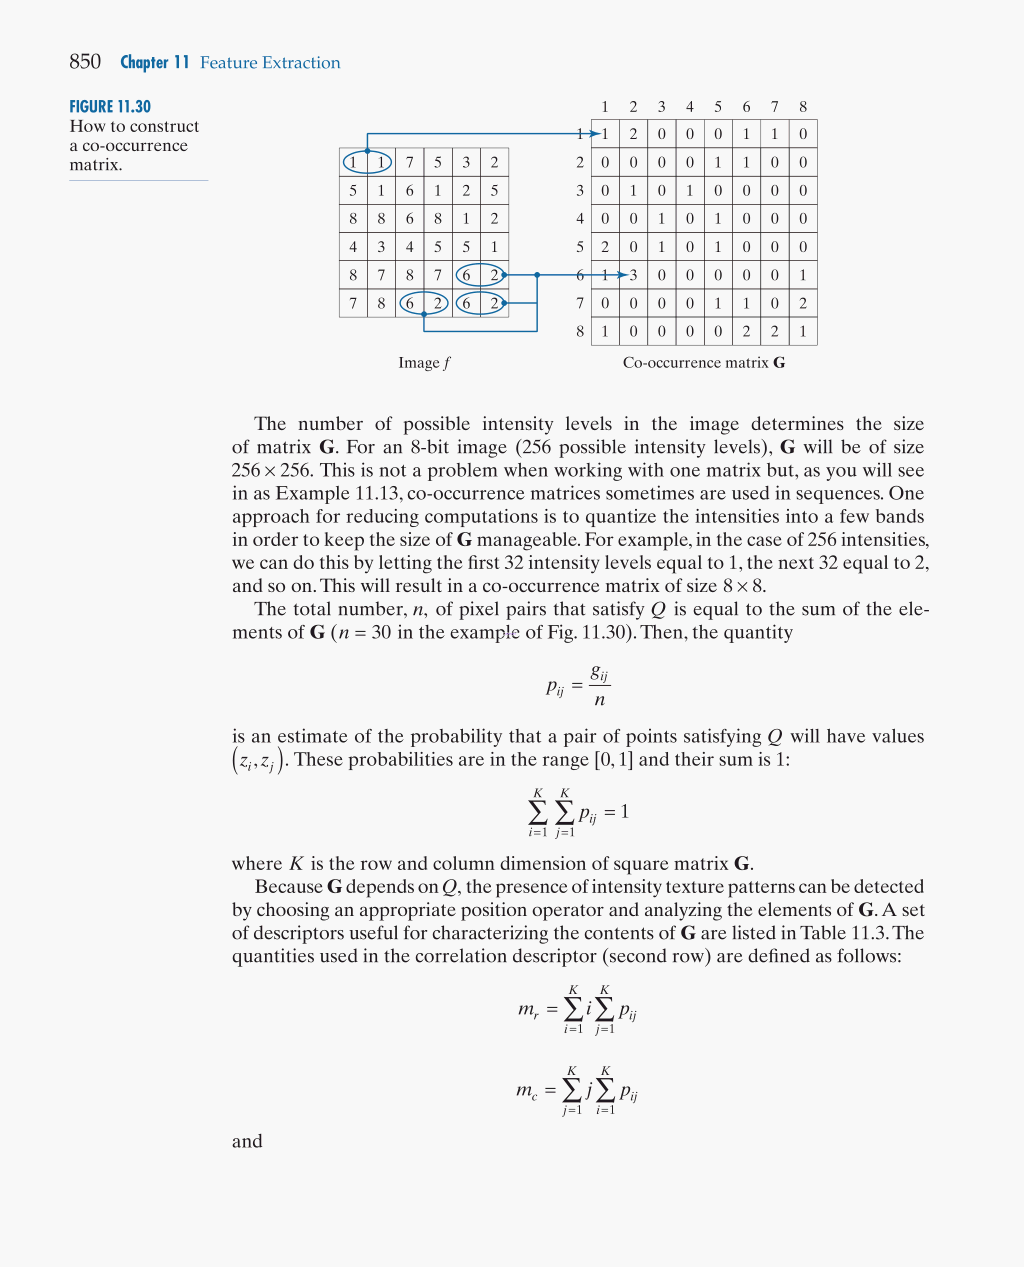 850 Chapter 11 Feature Extraction
FIGURE 11.30
How to construct
a co-occurrence
matrix.
1 2 3 4 5 6 7 8
1 1 2 0 0 0 1 1 0
2 0 0 0 0 1 1 0 0
3 0 1 0 1 0 0 0 0
4 0 0 1 0 1 0 0 0
5 2 0 1 0 1 0 0 0
6 1 3 0 0 0 0 0 1
7 0 0 0 0 1 1 0 2
8 1 0 0 0 0 2 2 1
1 1 7 5 3 2
5 1 6 1 2 5
8 8 6 8 1 2
4 3 4 5 5 1
8 7 8 7 6 2
7 8 6 2 6 2
Image f
Co-occurrence matrix G
The number of possible intensity levels in the image determines the size
of matrix G. For an 8-bit image (256 possible intensity levels), G will be of size
256 × 256. This is not a problem when working with one matrix but, as you will see
in as Example 11.13, co-occurrence matrices sometimes are used in sequences. One
approach for reducing computations is to quantize the intensities into a few bands
in order to keep the size of G manageable. For example, in the case of 256 intensities,
we can do this by letting the first 32 intensity levels equal to 1, the next 32 equal to 2,
and so on. This will result in a co-occurrence matrix of size 8 × 8.
The total number, n, of pixel pairs that satisfy Q is equal to the sum of the ele-
ments of G (n = 30 in the example of Fig. 11.30). Then, the quantity
p_ij = g_ij / n
is an estimate of the probability that a pair of points satisfying Q will have values
(z_i, z_j). These probabilities are in the range [0, 1] and their sum is 1:
∑_{i=1}^{K} ∑_{j=1}^{K} p_ij = 1
where K is the row and column dimension of square matrix G.
Because G depends on Q, the presence of intensity texture patterns can be detected
by choosing an appropriate position operator and analyzing the elements of G. A set
of descriptors useful for characterizing the contents of G are listed in Table 11.3. The
quantities used in the correlation descriptor (second row) are defined as follows:
m_r = ∑_{i=1}^{K} i ∑_{j=1}^{K} p_ij
m_c = ∑_{j=1}^{K} j ∑_{i=1}^{K} p_ij
and